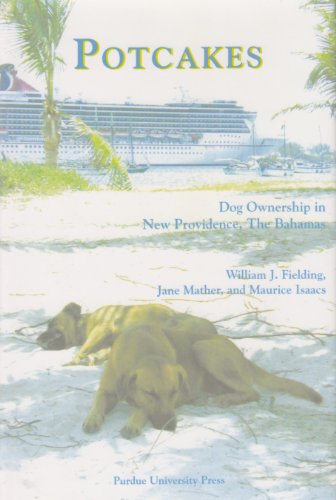 POTCAKES
Dog Ownership in
New Providence, The Bahamas
William J. Fielding,
Jane Mather, and Maurice Isaacs
Purdue University Press